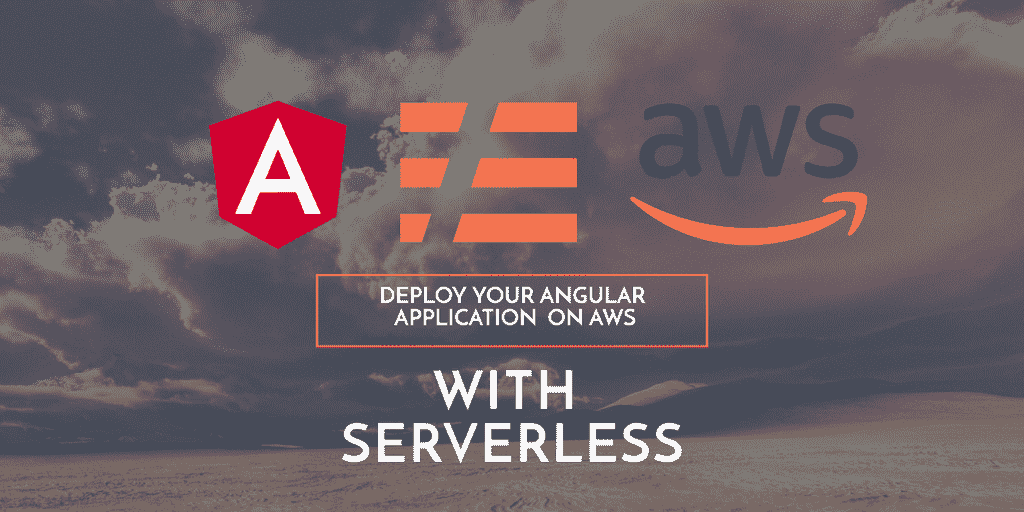 A
aws
DEPLOY YOUR ANGULAR
APPLICATION ON AWS
WITH
SERVERLESS